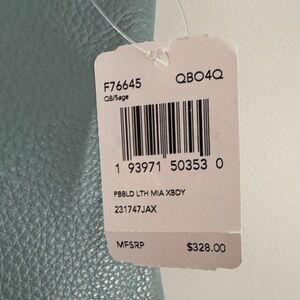 F76645 QBO4Q
QB/Sage
1 93971 50353 0
PBBLD LTH MIA XBDY
231747JAX
MFSRP $328.00